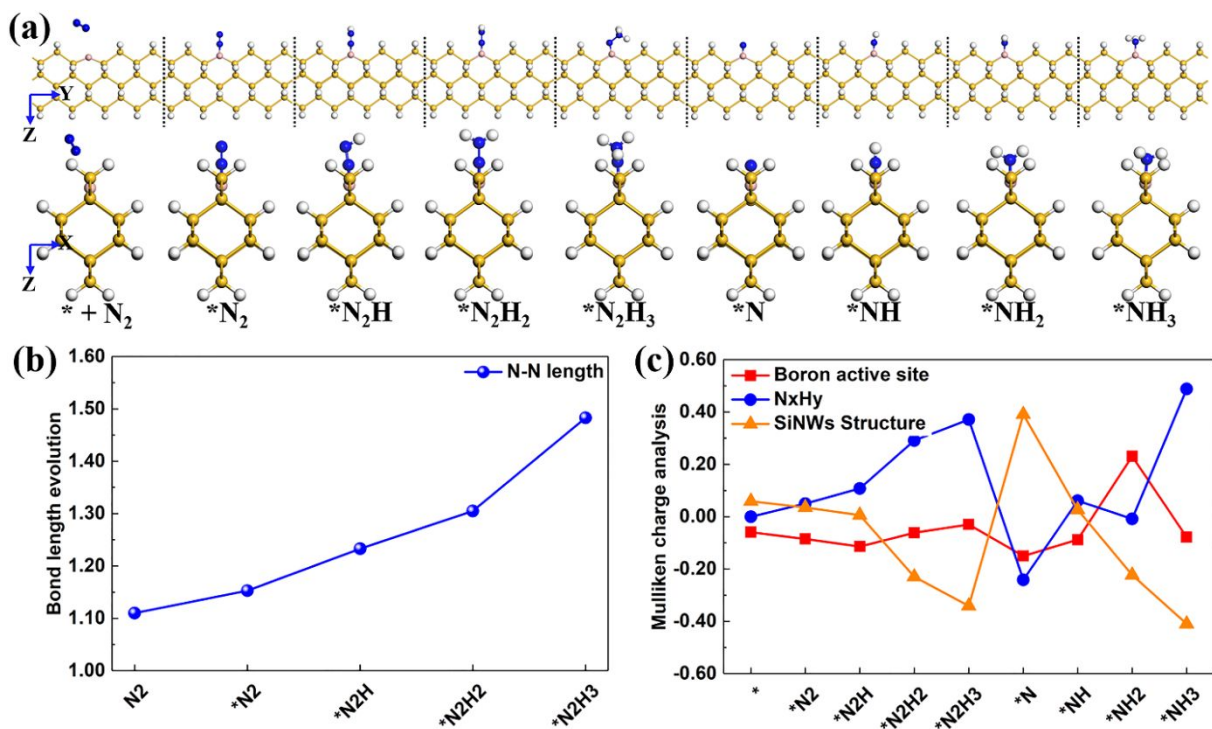 (a)
Y
Z
X
Z
* + N₂
*N₂
*N₂H
*N₂H₂
*N₂H₃
*N
*NH
*NH₂
*NH₃
(b)
1.60
1.50
1.40
1.30
1.20
1.10
1.00
Bond length evolution
N-N length
N2
*N2
*N2H
*N2H2
*N2H3
(c)
0.60
0.40
0.20
0.00
-0.20
-0.40
-0.60
Mulliken charge analysis
Boron active site
NxHy
SiNWs Structure
*
*N2
*N2H
*N2H2
*N2H3
*N
*NH
*NH2
*NH3